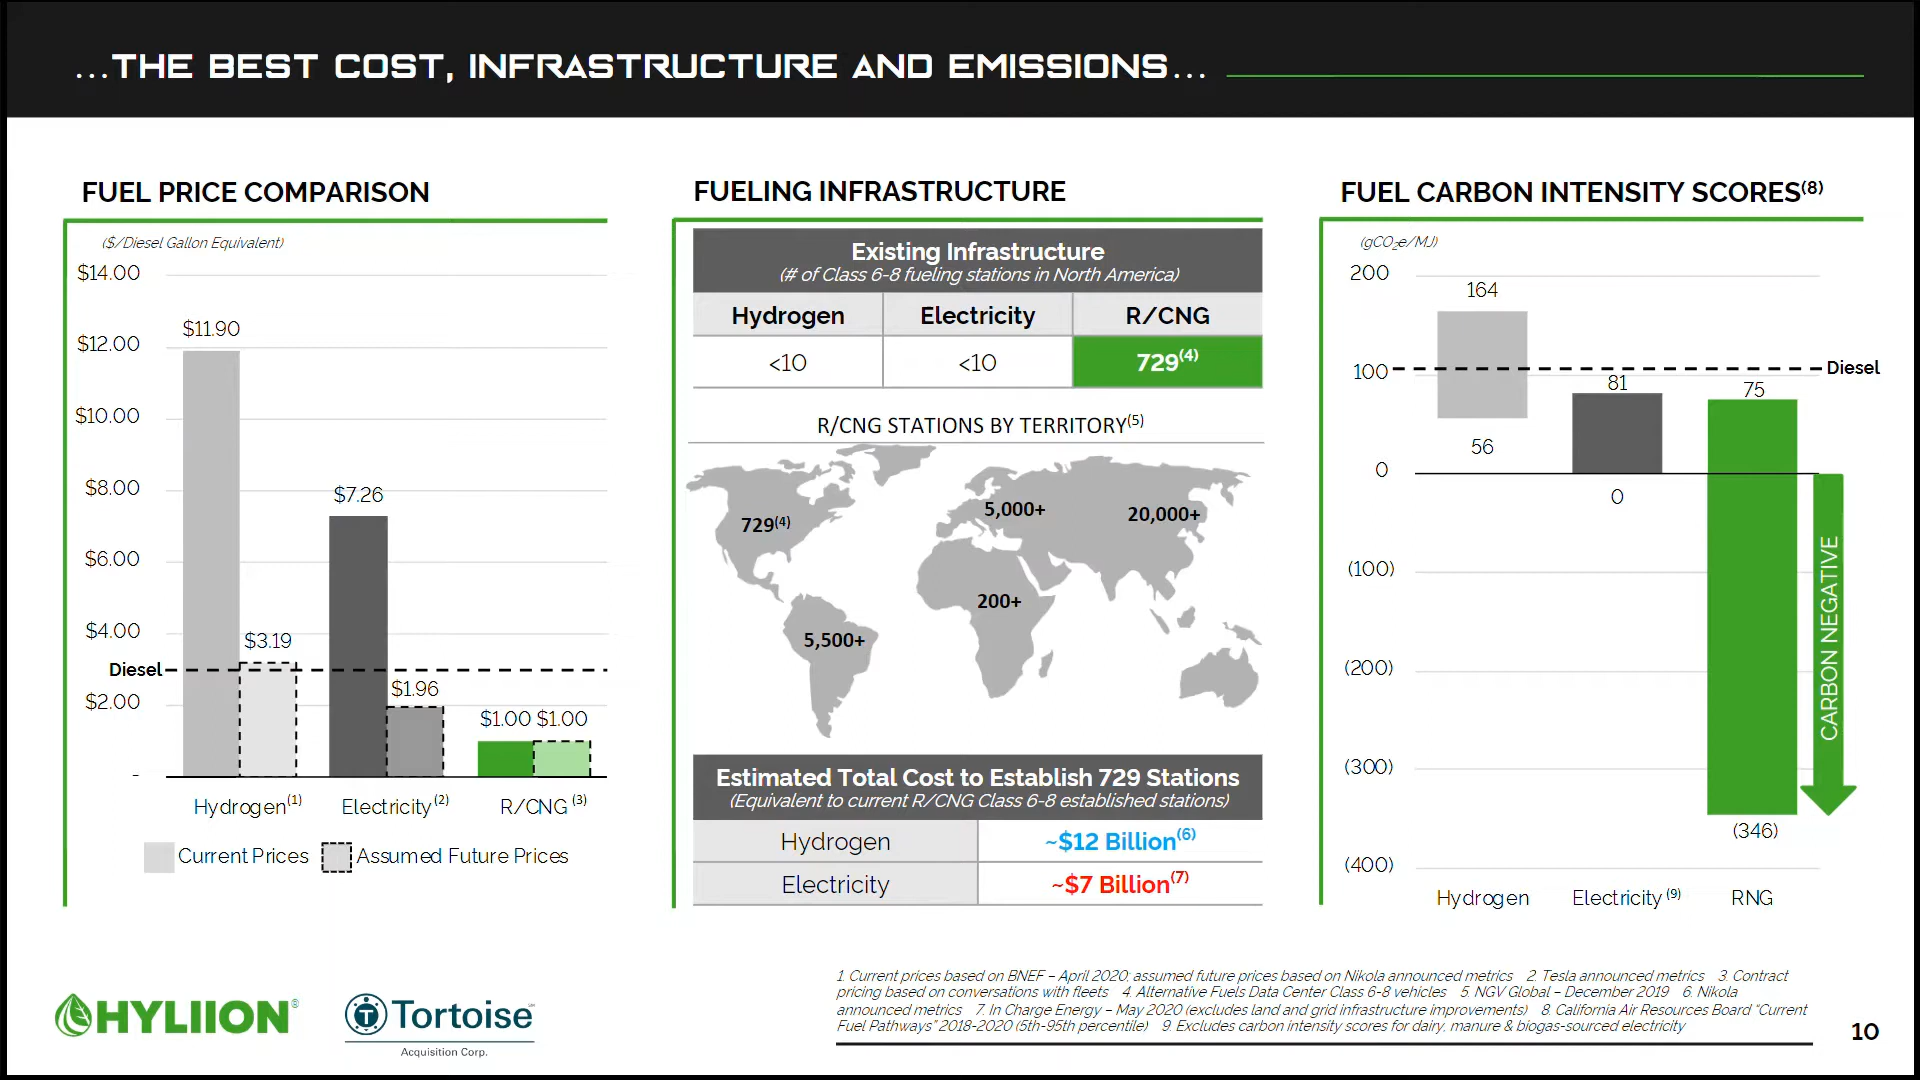 ...THE BEST COST, INFRASTRUCTURE AND EMISSIONS...
FUEL PRICE COMPARISON
($/Diesel Gallon Equivalent)
$14.00
$12.00
$10.00
$8.00
$6.00
$4.00
Diesel
$2.00
-
$11.90
$3.19
$7.26
$1.96
$1.00 $1.00
Hydrogen(1)
Electricity(2)
R/CNG (3)
Current Prices
Assumed Future Prices
FUELING INFRASTRUCTURE
Existing Infrastructure
(# of Class 6-8 fueling stations in North America)
Hydrogen Electricity R/CNG
<10 <10 729(4)
R/CNG STATIONS BY TERRITORY(5)
729(4)
5,000+
20,000+
200+
5,500+
Estimated Total Cost to Establish 729 Stations
(Equivalent to current R/CNG Class 6-8 established stations)
Hydrogen ~$12 Billion(6)
Electricity ~$7 Billion(7)
FUEL CARBON INTENSITY SCORES(8)
(gCO2e/MJ)
200
100
0
(100)
(200)
(300)
(400)
164
56
81
0
75
(346)
Diesel
CARBON NEGATIVE
Hydrogen
Electricity (9)
RNG
HYLIION®
Tortoise SM
Acquisition Corp.
1. Current prices based on BNEF – April 2020; assumed future prices based on Nikola announced metrics 2. Tesla announced metrics 3. Contract
pricing based on conversations with fleets 4. Alternative Fuels Data Center Class 6-8 vehicles 5. NGV Global – December 2019 6. Nikola
announced metrics 7. In Charge Energy – May 2020 (excludes land and grid infrastructure improvements) 8. California Air Resources Board "Current
Fuel Pathways" 2018-2020 (5th-95th percentile) 9. Excludes carbon intensity scores for dairy, manure & biogas-sourced electricity
10